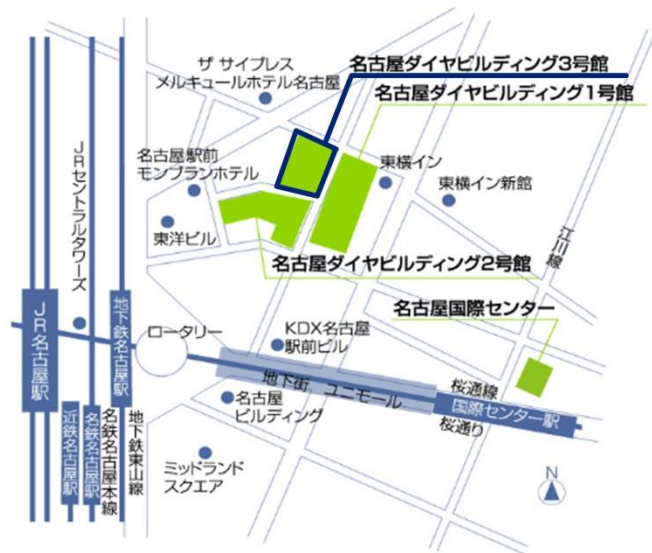 ザ サイプレス
メルキュールホテル名古屋
名古屋ダイヤビルディング3号館
名古屋ダイヤビルディング1号館
名古屋駅前
モンブランホテル
東横イン
東横イン新館
JRセントラルタワーズ
東洋ビル
名古屋ダイヤビルディング2号館
江川線
名古屋国際センター
JR名古屋駅
地下鉄名古屋駅
ロータリー
KDX名古屋
駅前ビル
地下街 ユニモール
桜通線
国際センター駅
桜通り
名古屋
ビルディング
近鉄名古屋駅
名鉄名古屋駅
名鉄名古屋本線
地下鉄東山線
ミッドランド
スクエア
N